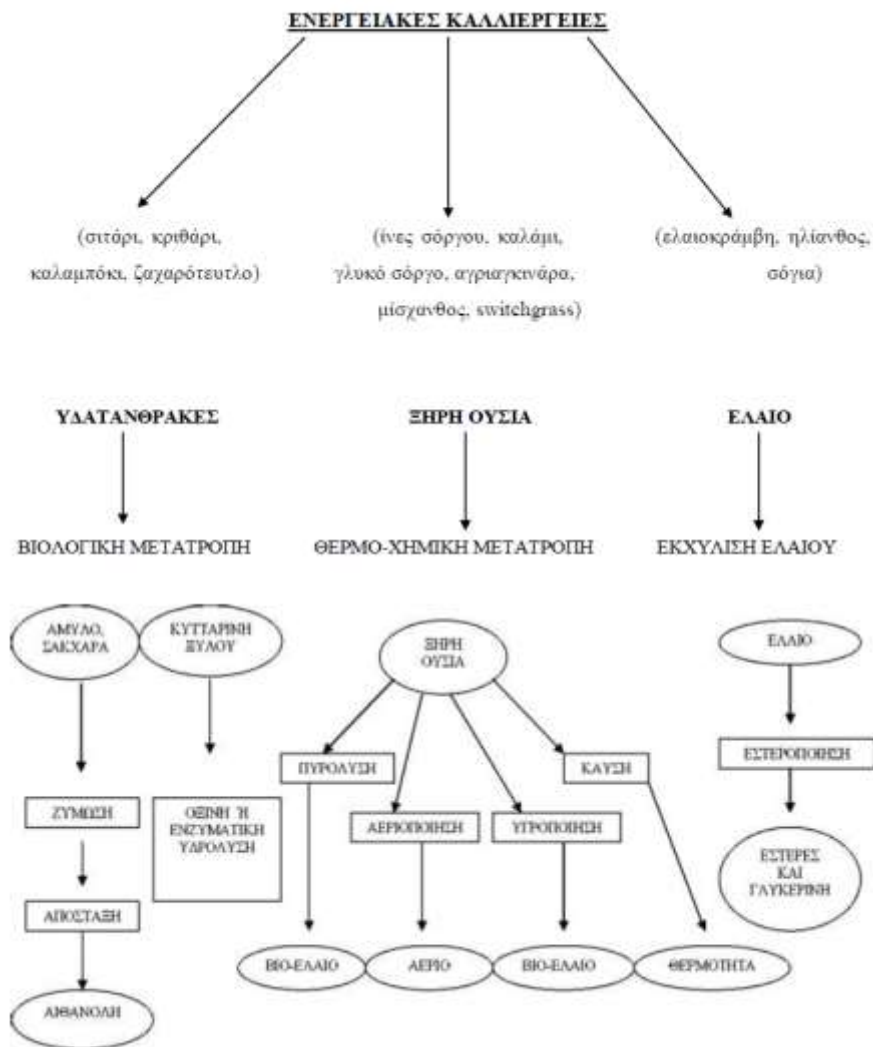 ΕΝΕΡΓΕΙΑΚΕΣ ΚΑΛΛΙΕΡΓΕΙΕΣ
(σιτάρι, κριθάρι,
καλαμπόκι, ζαχαρότευτλο)
(ίνες σόργου, καλάμι,
γλυκό σόργο, αγριαγκινάρα,
μίσχανθος, switchgrass)
(ελαιοκράμβη, ηλίανθος,
σόγια)
ΥΔΑΤΑΝΘΡΑΚΕΣ
ΞΗΡΗ ΟΥΣΙΑ
ΕΛΑΙΟ
ΒΙΟΛΟΓΙΚΗ ΜΕΤΑΤΡΟΠΗ
ΘΕΡΜΟ-ΧΗΜΙΚΗ ΜΕΤΑΤΡΟΠΗ
ΕΚΧΥΛΙΣΗ ΕΛΑΙΟΥ
ΑΜΥΛΟ,
ΣΑΚΧΑΡΑ
ΚΥΤΤΑΡΙΝΗ
ΞΥΛΟΥ
ΞΗΡΗ
ΟΥΣΙΑ
ΕΛΑΙΟ
ΠΥΡΟΛΥΣΗ
ΚΑΥΣΗ
ΕΣΤΕΡΟΠΟΙΗΣΗ
ΖΥΜΩΣΗ
ΟΞΙΝΗ Ή
ΕΝΖΥΜΑΤΙΚΗ
ΥΔΡΟΛΥΣΗ
ΑΕΡΙΟΠΟΙΗΣΗ
ΥΓΡΟΠΟΙΗΣΗ
ΕΣΤΕΡΕΣ
ΚΑΙ
ΓΛΥΚΕΡΙΝΗ
ΑΠΟΣΤΑΞΗ
ΒΙΟ-ΕΛΑΙΟ
ΑΕΡΙΟ
ΒΙΟ-ΕΛΑΙΟ
ΘΕΡΜΟΤΗΤΑ
ΑΙΘΑΝΟΛΗ